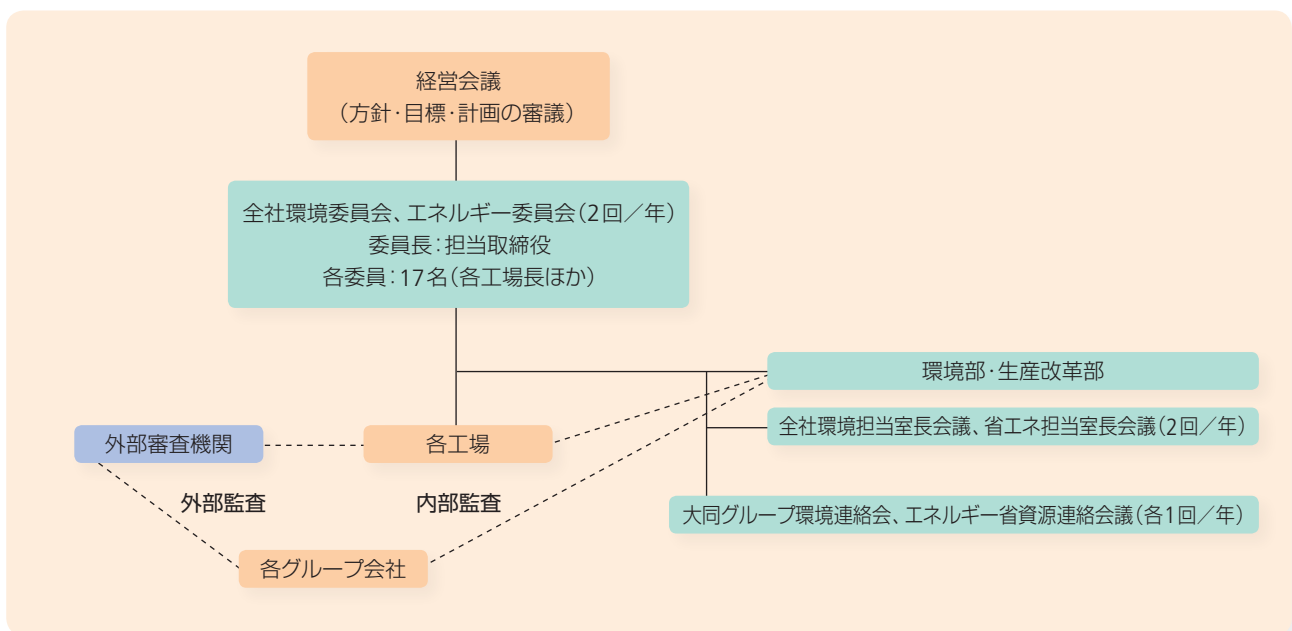 経営会議
（方針・目標・計画の審議）
全社環境委員会、エネルギー委員会（2回／年）
委員長：担当取締役
各委員：17名（各工場長ほか）
環境部・生産改革部
全社環境担当室長会議、省エネ担当室長会議（2回／年）
外部審査機関
各工場
外部監査
内部監査
大同グループ環境連絡会、エネルギー省資源連絡会議（各1回／年）
各グループ会社